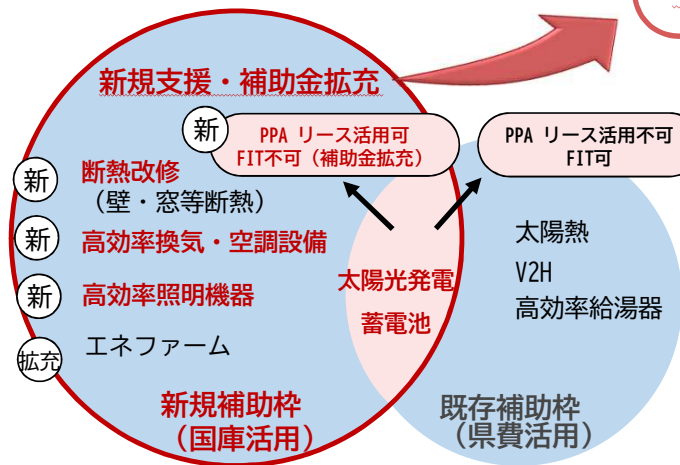 新規支援・補助金拡充
新
PPA リース活用可
FIT不可（補助金拡充）
PPA リース活用不可
FIT可
新
断熱改修
（壁・窓等断熱）
新
高効率換気・空調設備
新
高効率照明機器
拡充
エネファーム
太陽光発電
蓄電池
太陽熱
V2H
高効率給湯器
新規補助枠
（国庫活用）
既存補助枠
（県費活用）